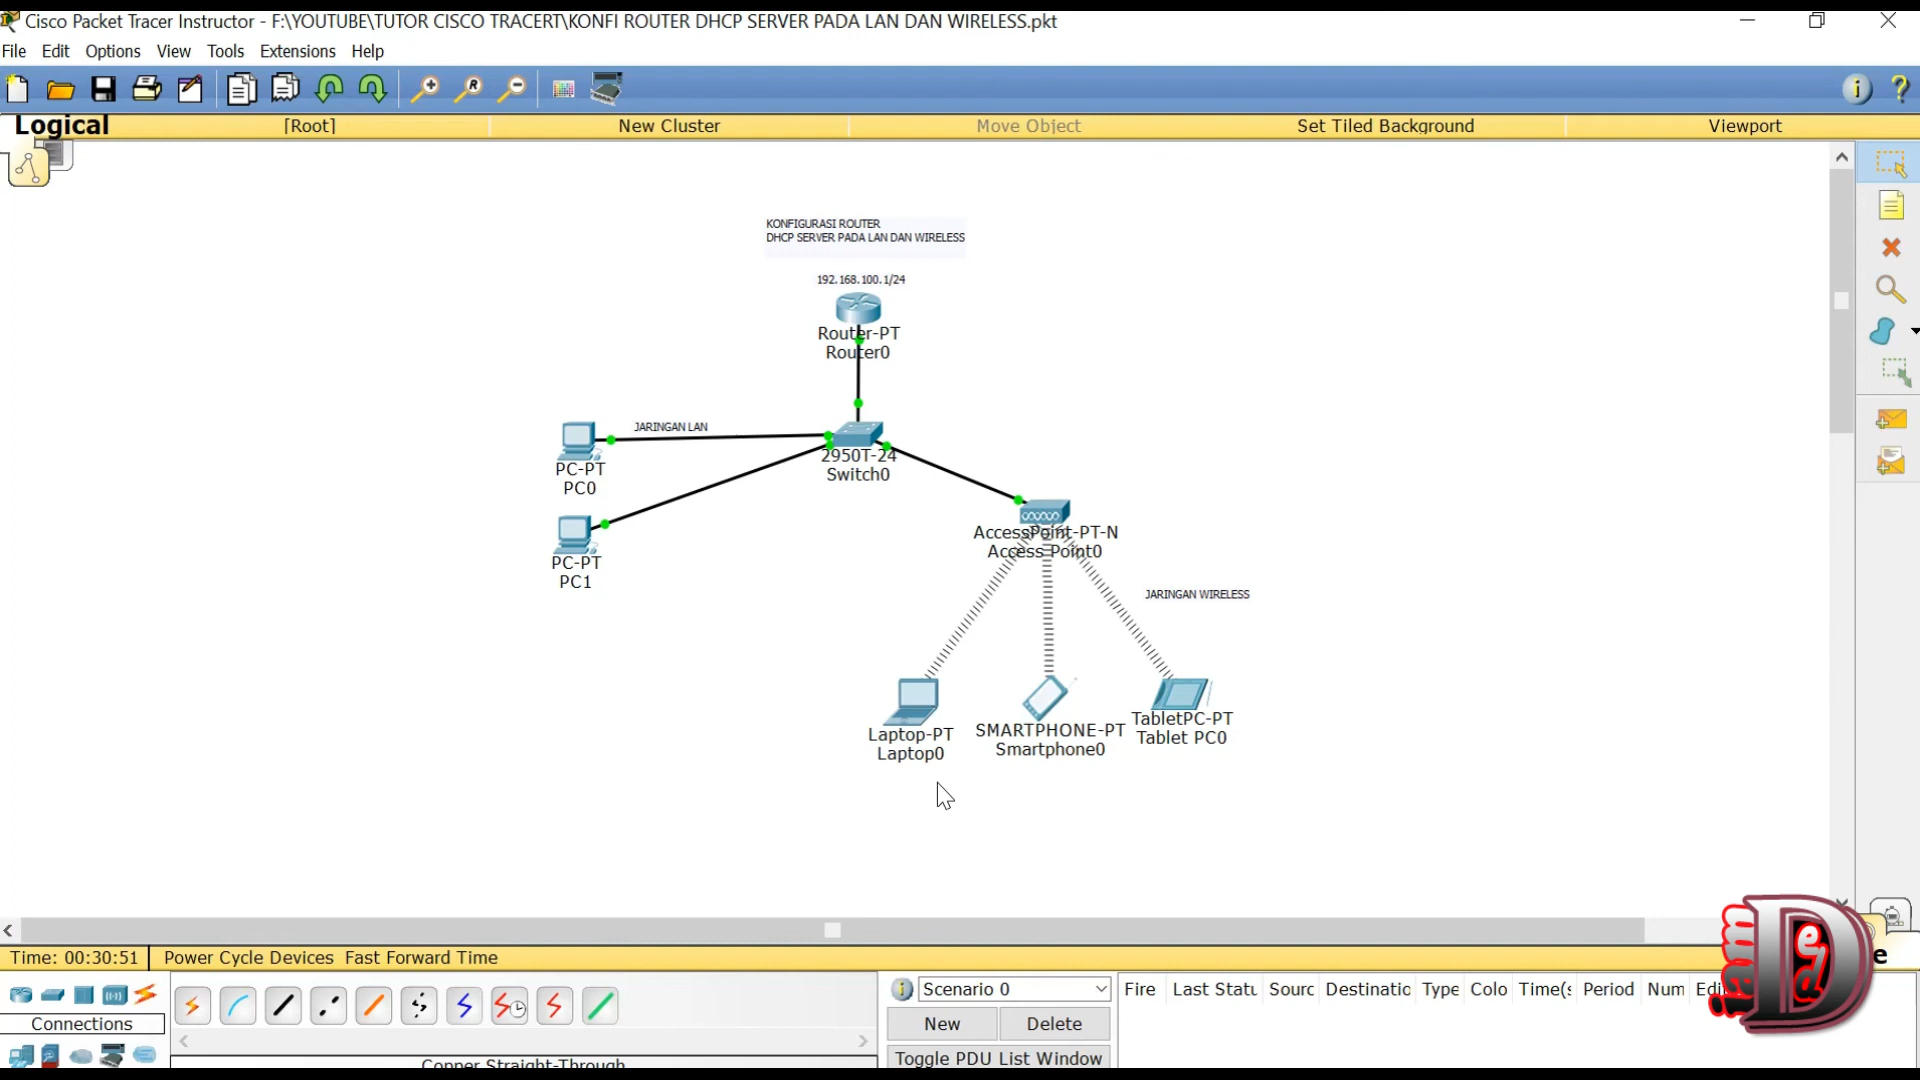 Cisco Packet Tracer Instructor - F:\YOUTUBE\TUTOR CISCO TRACERT\KONFI ROUTER DHCP SERVER PADA LAN DAN WIRELESS.pkt
File Edit Options View Tools Extensions Help
Logical [Root] New Cluster Move Object Set Tiled Background Viewport
KONFIGURASI ROUTER
DHCP SERVER PADA LAN DAN WIRELESS
192.168.100.1/24
Router-PT
Router0
JARINGAN LAN
PC-PT
PC0
2950T-24
Switch0
PC-PT
PC1
AccessPoint-PT-N
Access Point0
JARINGAN WIRELESS
Laptop-PT
Laptop0
SMARTPHONE-PT
Smartphone0
TabletPC-PT
Tablet PC0
Time: 00:30:51 Power Cycle Devices Fast Forward Time
Connections
Copper Straight-Through
Scenario 0
New Delete
Toggle PDU List Window
Fire Last Statu Sourc Destinatio Type Colo Time(s Period Num Edi